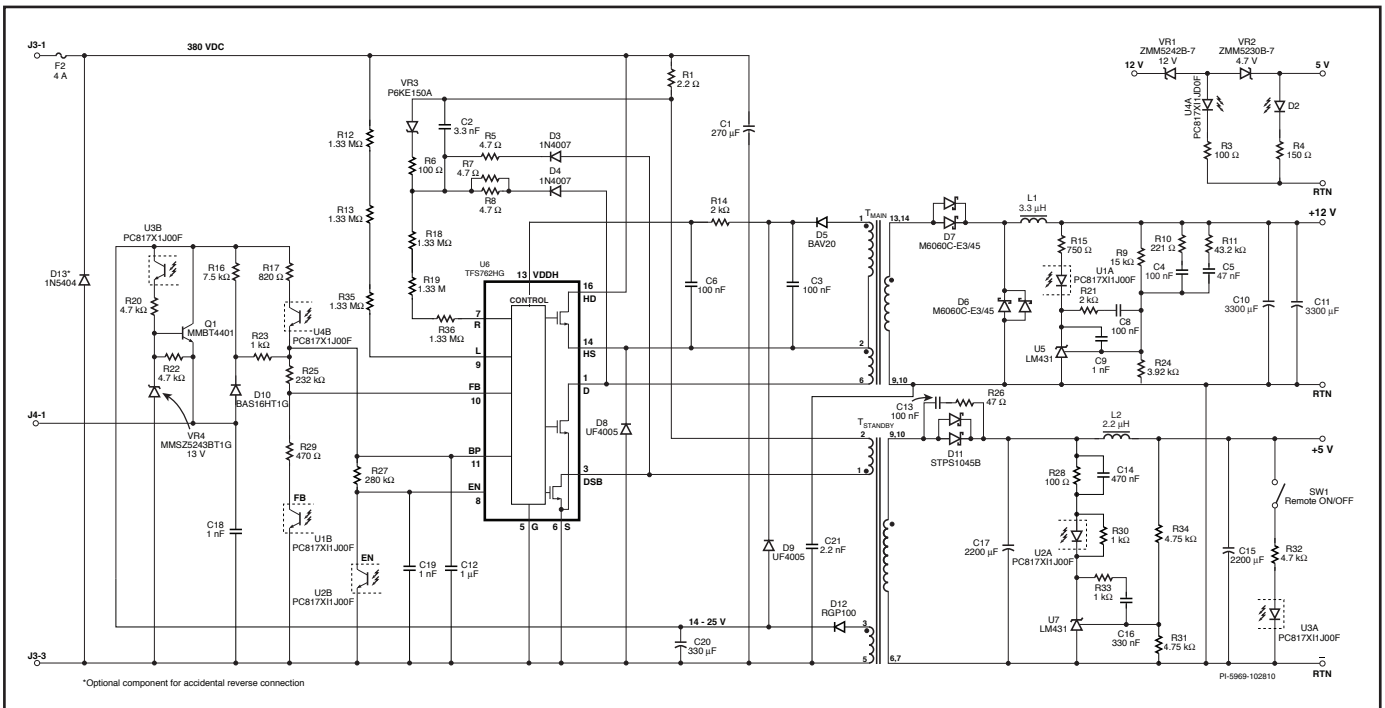 J3-1
F2
4 A
380 VDC
R1
2.2 Ω
VR1
ZMM5242B-7
12 V
VR2
ZMM5230B-7
4.7 V
12 V
5 V
U4A
PC817X1JD0F
D2
R3
100 Ω
R4
150 Ω
RTN
VR3
P6KE150A
C2
3.3 nF
R5
4.7 Ω
D3
1N4007
R6
100 Ω
R7
4.7 Ω
D4
1N4007
R8
4.7 Ω
C1
270 µF
R12
1.33 MΩ
R13
1.33 MΩ
R35
1.33 MΩ
R18
1.33 MΩ
R19
1.33 M
R36
1.33 MΩ
D13*
1N5404
U3B
PC817X1J00F
R20
4.7 kΩ
Q1
MMBT4401
R22
4.7 kΩ
VR4
MMSZ5243BT1G
13 V
J4-1
R16
7.5 kΩ
R17
820 Ω
U4B
PC817X1J00F
R23
1 kΩ
R25
232 kΩ
D10
BAS16HT1G
R29
470 Ω
FB
U1B
PC817XI1J00F
C18
1 nF
R27
280 kΩ
EN
U2B
PC817XI1J00F
C19
1 nF
C12
1 µF
U6
TFS762HG
13 VDDH
CONTROL
16
HD
7
R
L
9
14
HS
1
D
FB
10
BP
11
EN
8
3
DSB
5 G
6 S
R14
2 kΩ
C6
100 nF
C3
100 nF
D5
BAV20
D8
UF4005
D9
UF4005
C21
2.2 nF
D12
RGP100
14 - 25 V
C20
330 µF
TMAIN
1
13,14
2
6
9,10
TSTANDBY
2
9,10
1
3
5
6,7
D7
M6060C-E3/45
D6
M6060C-E3/45
L1
3.3 µH
+12 V
R15
750 Ω
U1A
PC817XI1J00F
R9
15 kΩ
R10
221 Ω
R11
43.2 kΩ
C4
100 nF
C5
47 nF
R21
2 kΩ
C8
100 nF
C9
1 nF
U5
LM431
R24
3.92 kΩ
C10
3300 µF
C11
3300 µF
RTN
C13
100 nF
R26
47 Ω
D11
STPS1045B
L2
2.2 µH
+5 V
R28
100 Ω
C14
470 nF
U2A
PC817XI1J00F
R30
1 kΩ
R34
4.75 kΩ
R33
1 kΩ
C16
330 nF
U7
LM431
R31
4.75 kΩ
C17
2200 µF
C15
2200 µF
SW1
Remote ON/OFF
R32
4.7 kΩ
U3A
PC817XI1J00F
J3-3
*Optional component for accidental reverse connection
PI-5969-102810
RTN